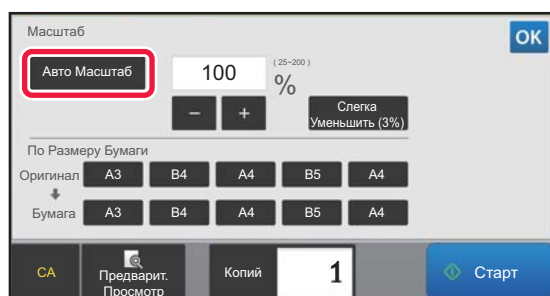 Масштаб
OK
Авто Масштаб
100
(25~200)
%
−
+
Слегка
Уменьшить (3%)
По Размеру Бумаги
Оригинал A3 B4 A4 B5 A4
Бумага A3 B4 A4 B5 A4
CA
Предварит.
Просмотр
Копий
1
Старт